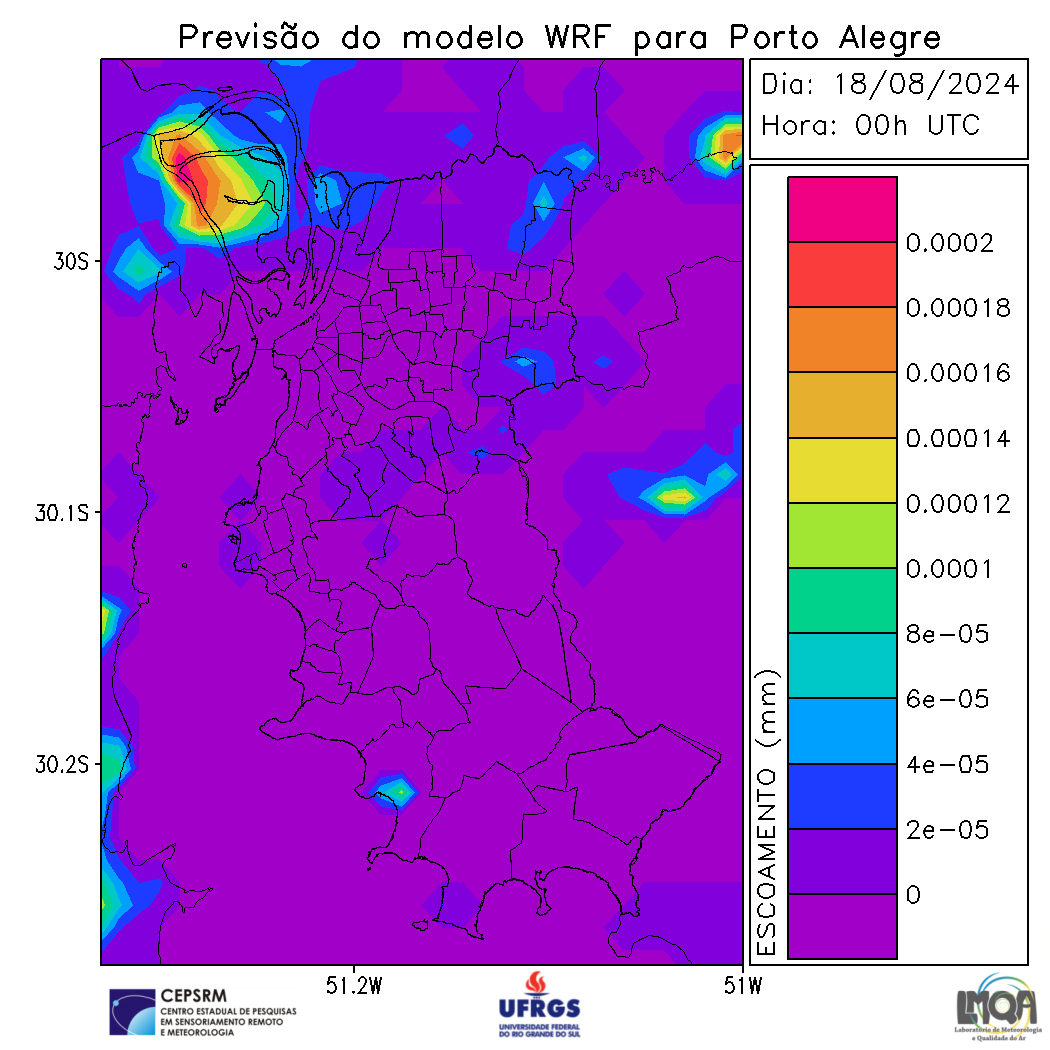 Previsão do modelo WRF para Porto Alegre
Dia: 18/08/2024
Hora: 00h UTC
0.0002
0.00018
0.00016
0.00014
0.00012
0.0001
8e-05
6e-05
4e-05
2e-05
0
ESCOAMENTO (mm)
30S
30.1S
30.2S
51.2W
51W
CEPSRM
CENTRO ESTADUAL DE PESQUISAS
EM SENSORIAMENTO REMOTO
E METEOROLOGIA
UFRGS
UNIVERSIDADE FEDERAL
DO RIO GRANDE DO SUL
LMQA
Laboratório de Meteorologia
e Qualidade do Ar